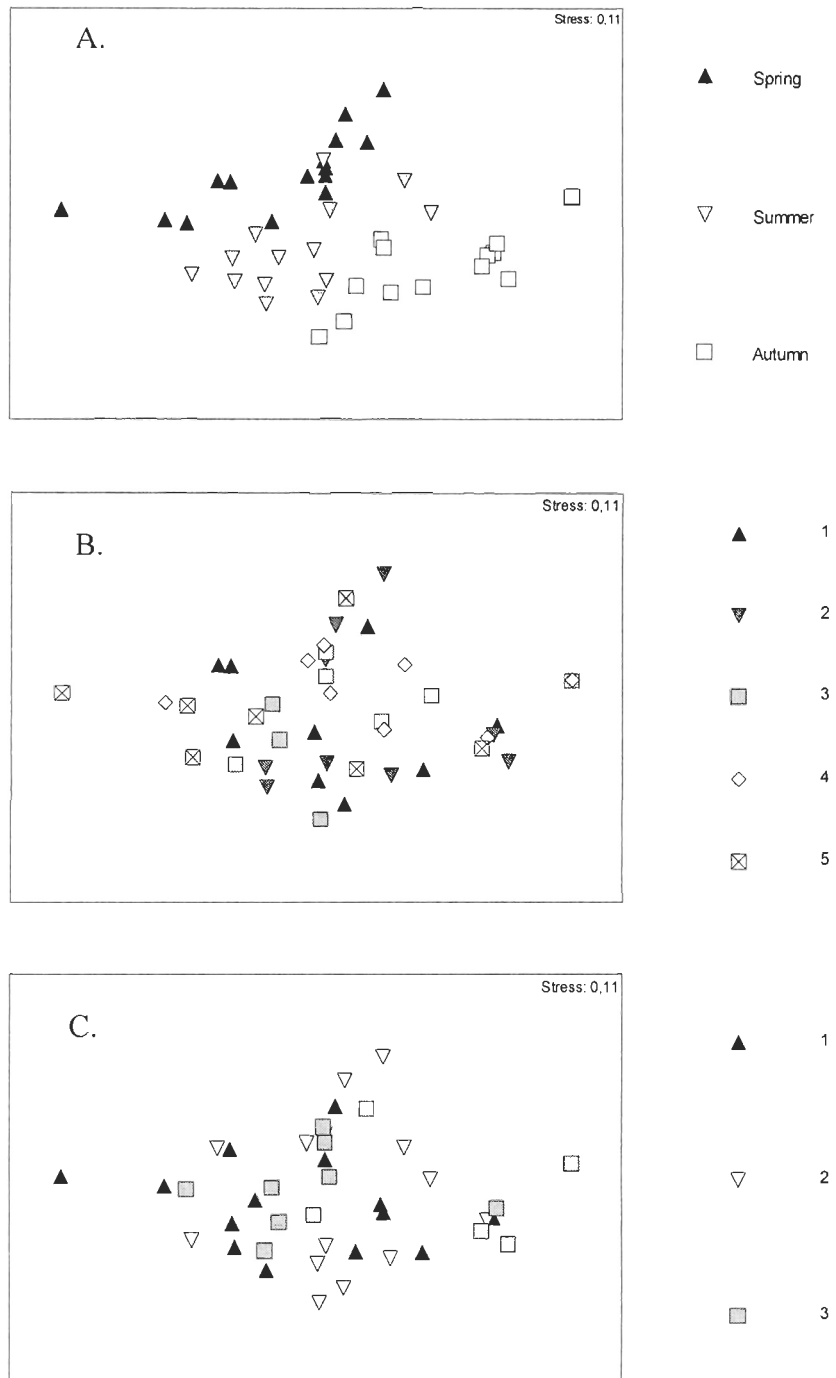 A.
Stress: 0,11
Spring
Summer
Autumn
B.
Stress: 0,11
1
2
3
4
5
C.
Stress: 0,11
1
2
3